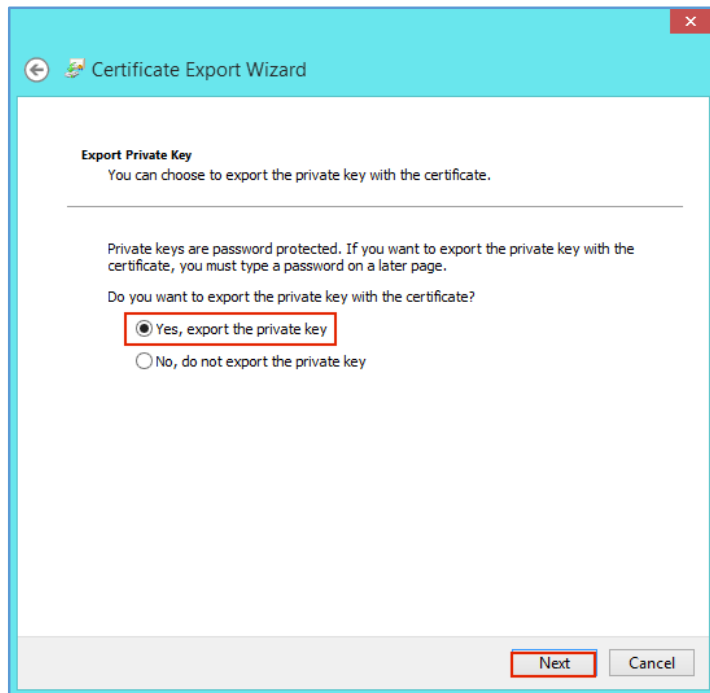 Certificate Export Wizard
Export Private Key
You can choose to export the private key with the certificate.
Private keys are password protected. If you want to export the private key with the
certificate, you must type a password on a later page.
Do you want to export the private key with the certificate?
Yes, export the private key
No, do not export the private key
Next Cancel